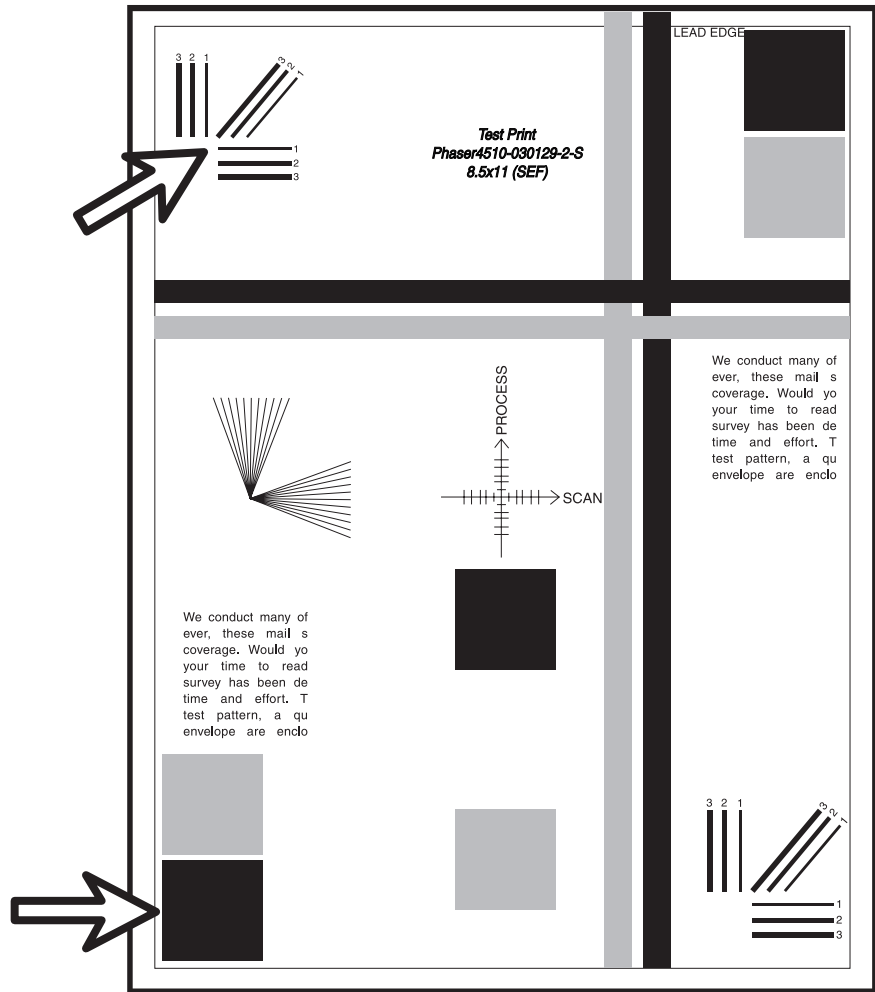 LEAD EDGE
3 2 1
3
2
1
1
2
3
Test Print
Phaser4510-030129-2-S
8.5x11 (SEF)
We conduct many of
ever, these mail s
coverage. Would yo
your time to read
survey has been de
time and effort. T
test pattern, a qu
envelope are enclo
PROCESS
SCAN
We conduct many of
ever, these mail s
coverage. Would yo
your time to read
survey has been de
time and effort. T
test pattern, a qu
envelope are enclo
3 2 1
3
2
1
1
2
3